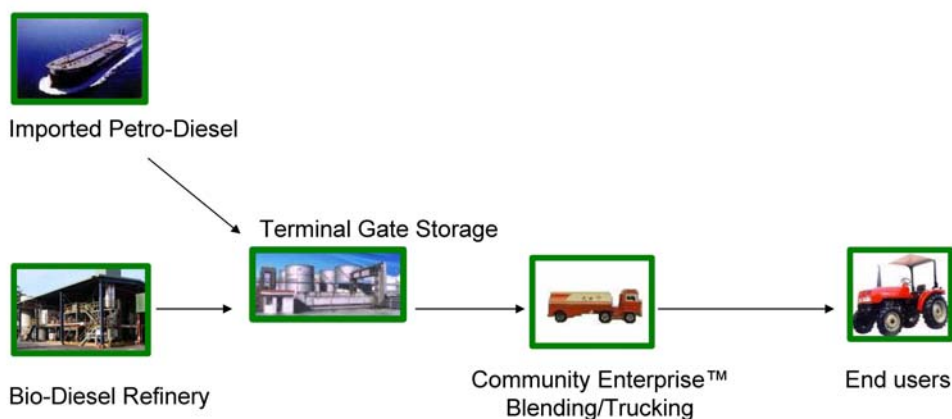 Imported Petro-Diesel
Terminal Gate Storage
Bio-Diesel Refinery
Community Enterprise™
Blending/Trucking
End users